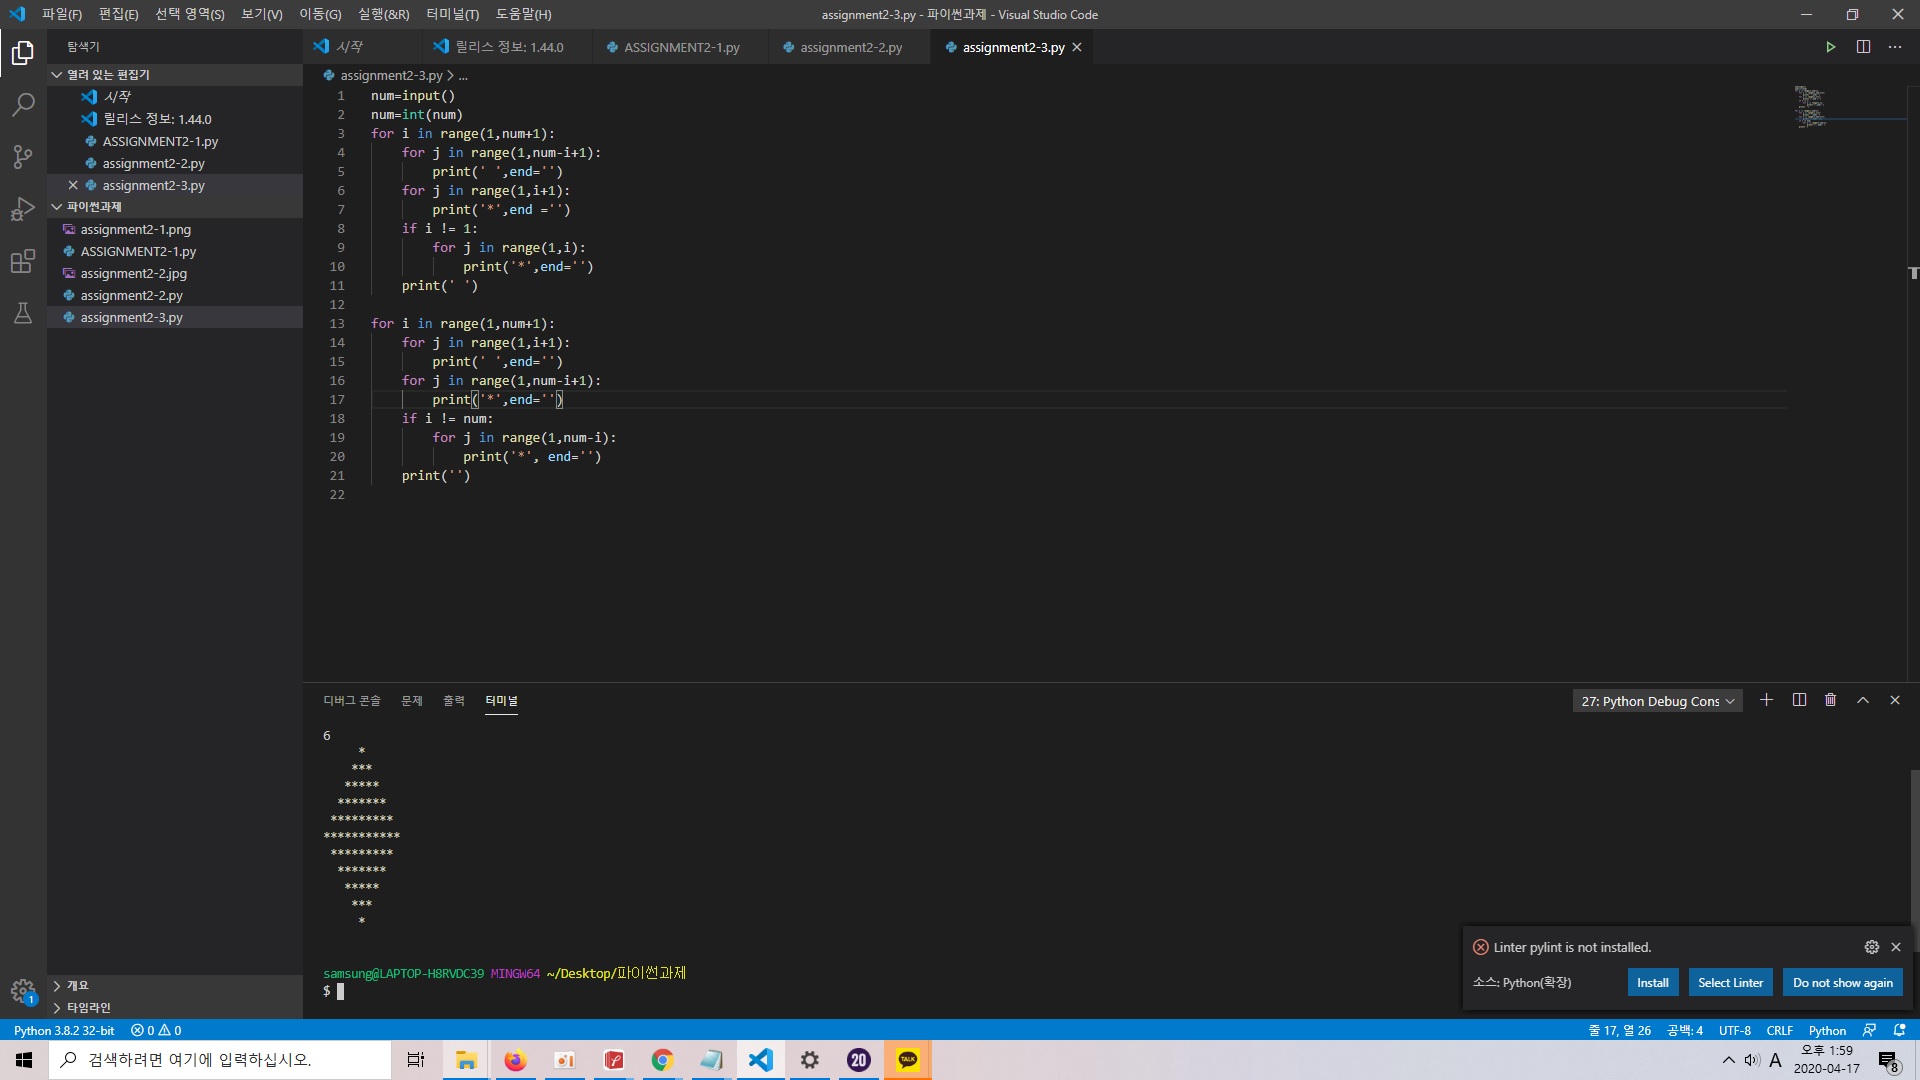 파일(F) 편집(E) 선택 영역(S) 보기(V) 이동(G) 실행(&R) 터미널(T) 도움말(H)
assignment2-3.py - 파이썬과제 - Visual Studio Code
탐색기
열려 있는 편집기
시작
릴리스 정보: 1.44.0
ASSIGNMENT2-1.py
assignment2-2.py
assignment2-3.py
파이썬과제
assignment2-1.png
ASSIGNMENT2-1.py
assignment2-2.jpg
assignment2-2.py
assignment2-3.py
개요
타임라인
시작 릴리스 정보: 1.44.0 ASSIGNMENT2-1.py assignment2-2.py assignment2-3.py
assignment2-3.py > ...
1 num=input()
2 num=int(num)
3 for i in range(1,num+1):
4 for j in range(1,num-i+1):
5 print(' ',end='')
6 for j in range(1,i+1):
7 print('*',end ='')
8 if i != 1:
9 for j in range(1,i):
10 print('*',end='')
11 print(' ')
12
13 for i in range(1,num+1):
14 for j in range(1,i+1):
15 print(' ',end='')
16 for j in range(1,num-i+1):
17 print('*',end='')
18 if i != num:
19 for j in range(1,num-i):
20 print('*', end='')
21 print('')
22
디버그 콘솔 문제 출력 터미널
27: Python Debug Cons
6
*
***
*****
*******
*********
***********
*********
*******
*****
***
*
samsung@LAPTOP-H8RVDC39 MINGW64 ~/Desktop/파이썬과제
$
Linter pylint is not installed.
소스: Python(확장)
Install Select Linter Do not show again
1
Python 3.8.2 32-bit 0 0
줄 17, 열 26 공백: 4 UTF-8 CRLF Python
검색하려면 여기에 입력하십시오.
20
TALK
A
오후 1:59
2020-04-17
8